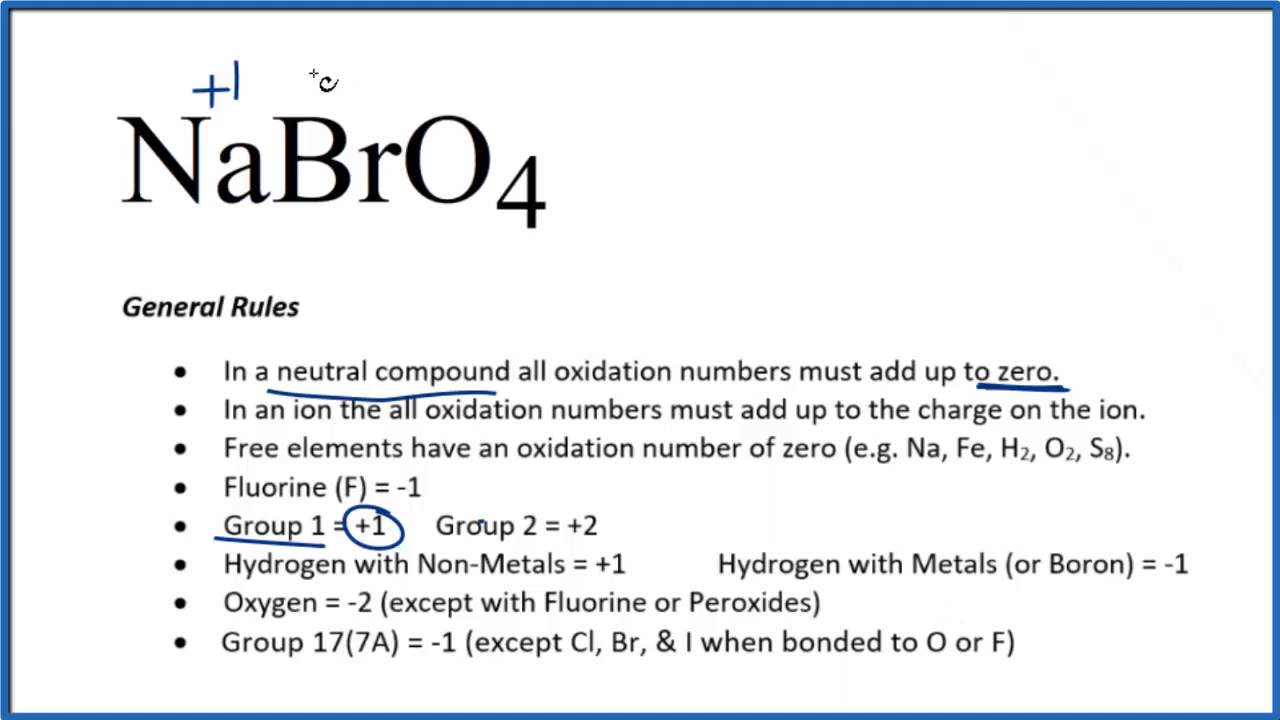 +1
NaBrO₄
General Rules
• In a neutral compound all oxidation numbers must add up to zero.
• In an ion the all oxidation numbers must add up to the charge on the ion.
• Free elements have an oxidation number of zero (e.g. Na, Fe, H₂, O₂, S₈).
• Fluorine (F) = -1
• Group 1 = +1 Group 2 = +2
• Hydrogen with Non-Metals = +1 Hydrogen with Metals (or Boron) = -1
• Oxygen = -2 (except with Fluorine or Peroxides)
• Group 17(7A) = -1 (except Cl, Br, & I when bonded to O or F)